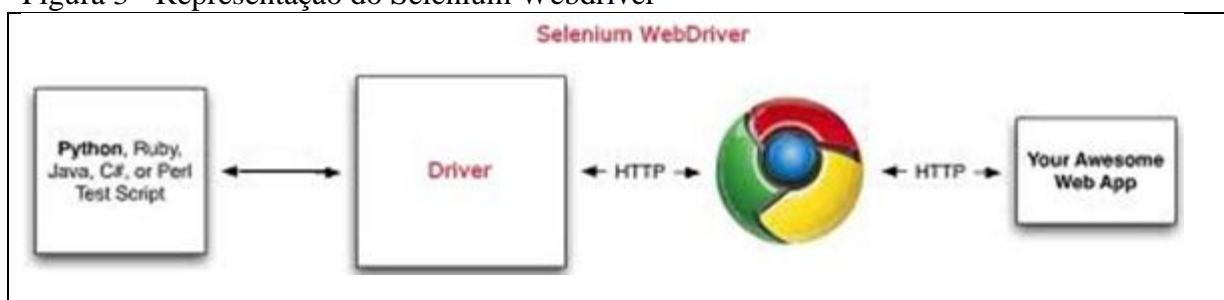 Figura 3 - Representação do Selenium Webdriver
Selenium WebDriver
Python, Ruby,
Java, C#, or Perl
Test Script
Driver
HTTP
HTTP
Your Awesome
Web App